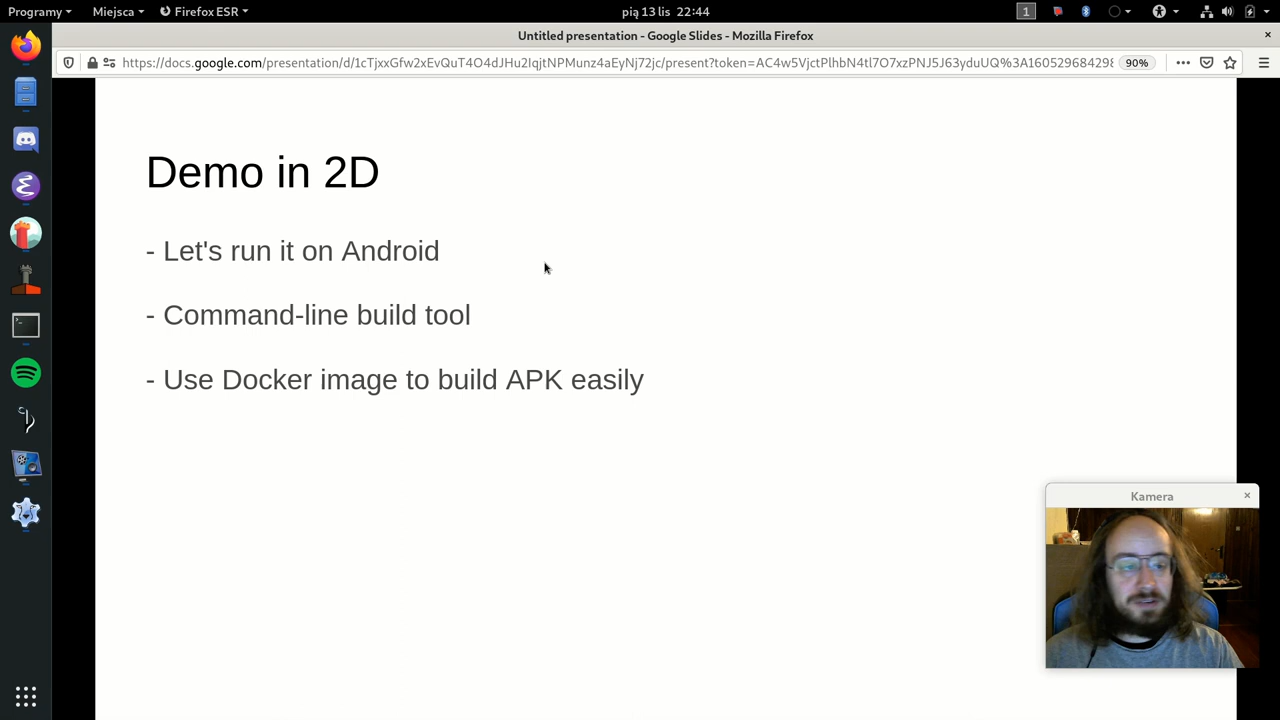 Programy
Miejsca
Firefox ESR
pią 13 lis 22:44
1
Untitled presentation - Google Slides - Mozilla Firefox
×
https://docs.google.com/presentation/d/1cTjxxGfw2xEvQuT4O4dJHu2IqjtNPMunz4aEyNj72jc/present?token=AC4w5VjctPlhbN4tl7O7xzPNJ5J63yduUQ%3A160529684298
90%
Demo in 2D
- Let's run it on Android
- Command-line build tool
- Use Docker image to build APK easily
Kamera
×